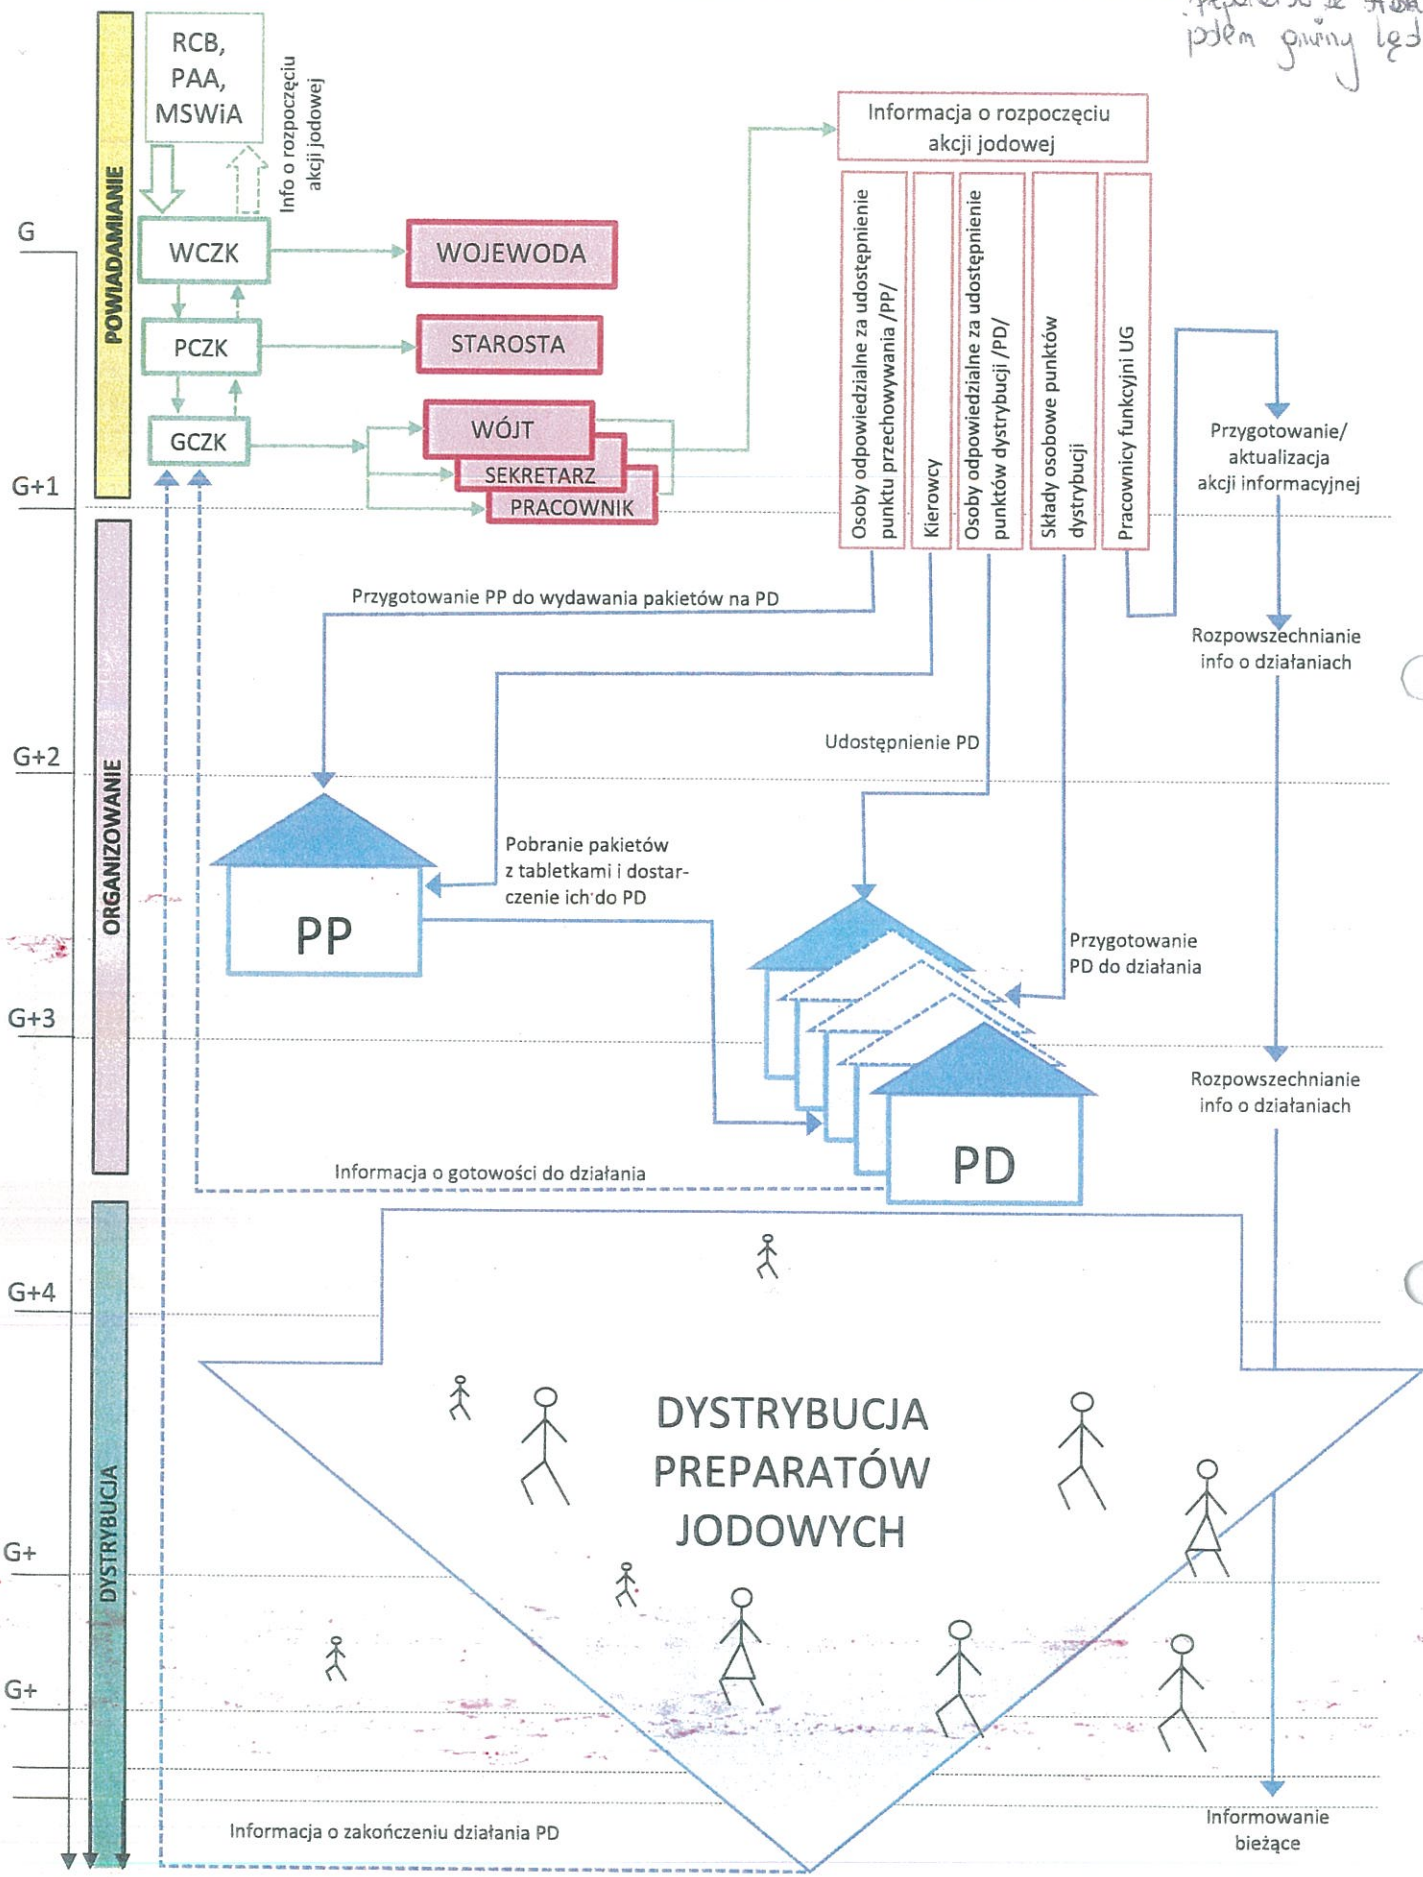 RCB,
PAA,
MSWiA
Info o rozpoczęciu
akcji jodowej
Informacja o rozpoczęciu
akcji jodowej
POWIADAMIANIE
G
WCZK
WOJEWODA
PCZK
STAROSTA
GCZK
WÓJT
SEKRETARZ
PRACOWNIK
G+1
Osoby odpowiedzialne za udostępnienie
punktu przechowywania /PP/
Kierowcy
Osoby odpowiedzialne za udostępnienie
punktów dystrybucji /PD/
Składy osobowe punktów
dystrybucji
Pracownicy funkcyjni UG
Przygotowanie/
aktualizacja
akcji informacyjnej
Przygotowanie PP do wydawania pakietów na PD
Rozpowszechnianie
info o działaniach
Udostępnienie PD
G+2
ORGANIZOWANIE
Pobranie pakietów
z tabletkami i dostar-
czenie ich do PD
PP
Przygotowanie
PD do działania
G+3
Rozpowszechnianie
info o działaniach
PD
Informacja o gotowości do działania
G+4
DYSTRYBUCJA
PREPARATÓW
JODOWYCH
DYSTRYBUCJA
G+
G+
Informowanie
bieżące
Informacja o zakończeniu działania PD